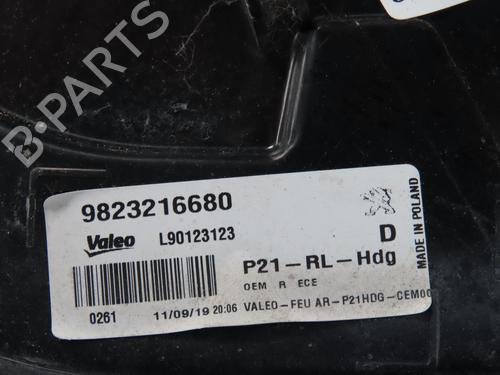 B-PARTS
9823216680
Valeo L90123123
D
MADE IN POLAND
P21-RL-Hdg
OEM R ECE
0261 11/09/19 20:06 VALEO-FEU AR-P21HDG-CEM00